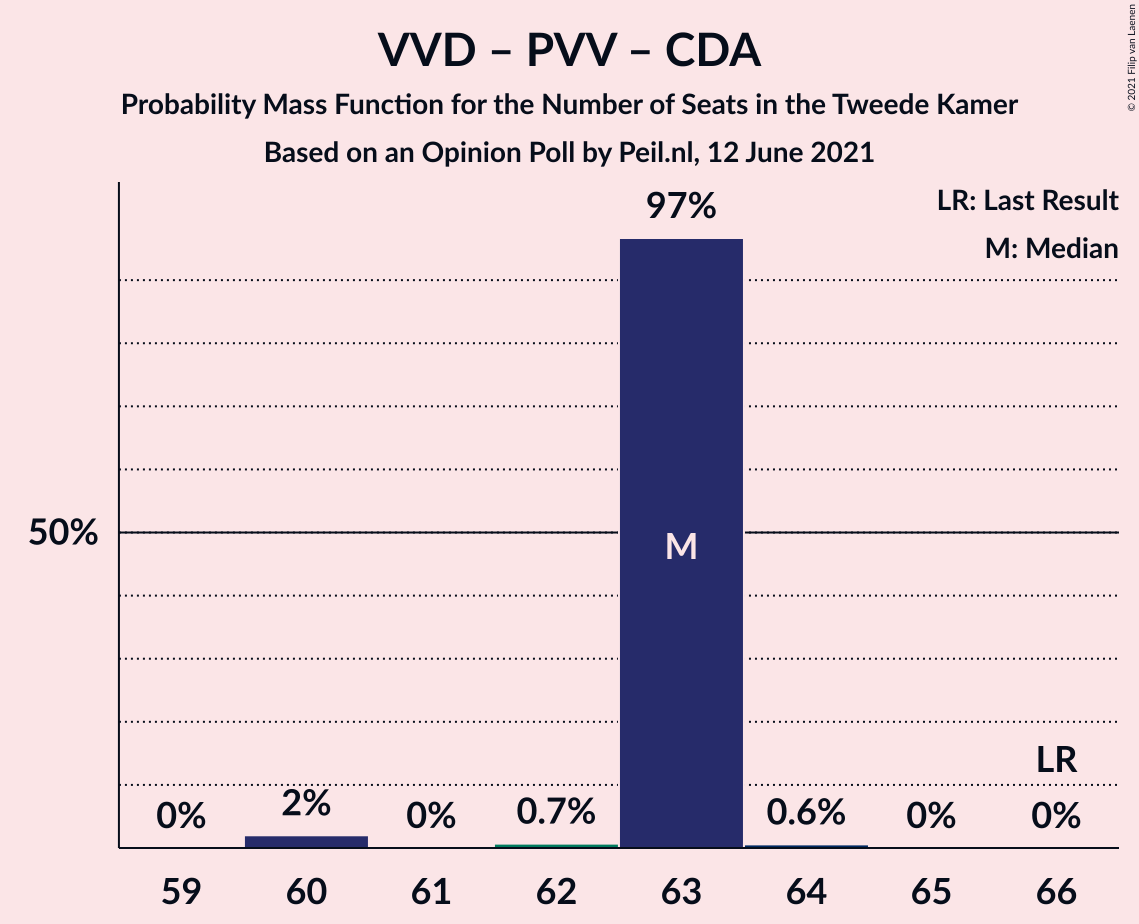 VVD – PVV – CDA
Probability Mass Function for the Number of Seats in the Tweede Kamer
Based on an Opinion Poll by Peil.nl, 12 June 2021
© 2021 Filip van Laenen
LR: Last Result
M: Median
97%
50%
M
LR
0%
2%
0%
0.7%
0.6%
0%
0%
59
60
61
62
63
64
65
66